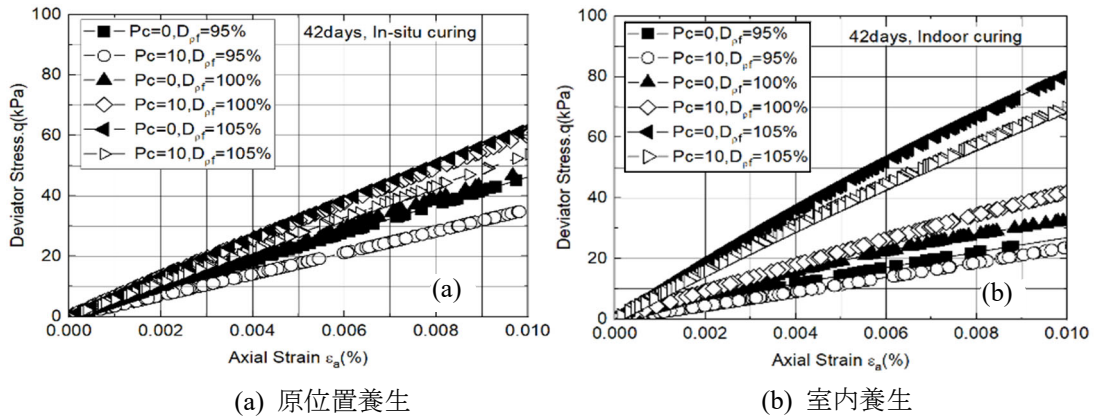 100
80
60
40
20
0
0.000
0.002
0.004
0.006
0.008
0.010
Deviator Stress.q(kPa)
Axial Strain εa(%)
42days, In-situ curing
Pc=0,Dρf=95%
Pc=10,Dρf=95%
Pc=0,Dρf=100%
Pc=10,Dρf=100%
Pc=0,Dρf=105%
Pc=10,Dρf=105%
(a)
(a) 原位置養生
100
80
60
40
20
0
0.000
0.002
0.004
0.006
0.008
0.010
Deviator Stress.q(kPa)
Axial Strain εa(%)
42days, Indoor curing
Pc=0,Dρf=95%
Pc=10,Dρf=95%
Pc=0,Dρf=100%
Pc=10,Dρf=100%
Pc=0,Dρf=105%
Pc=10,Dρf=105%
(b)
(b) 室内養生